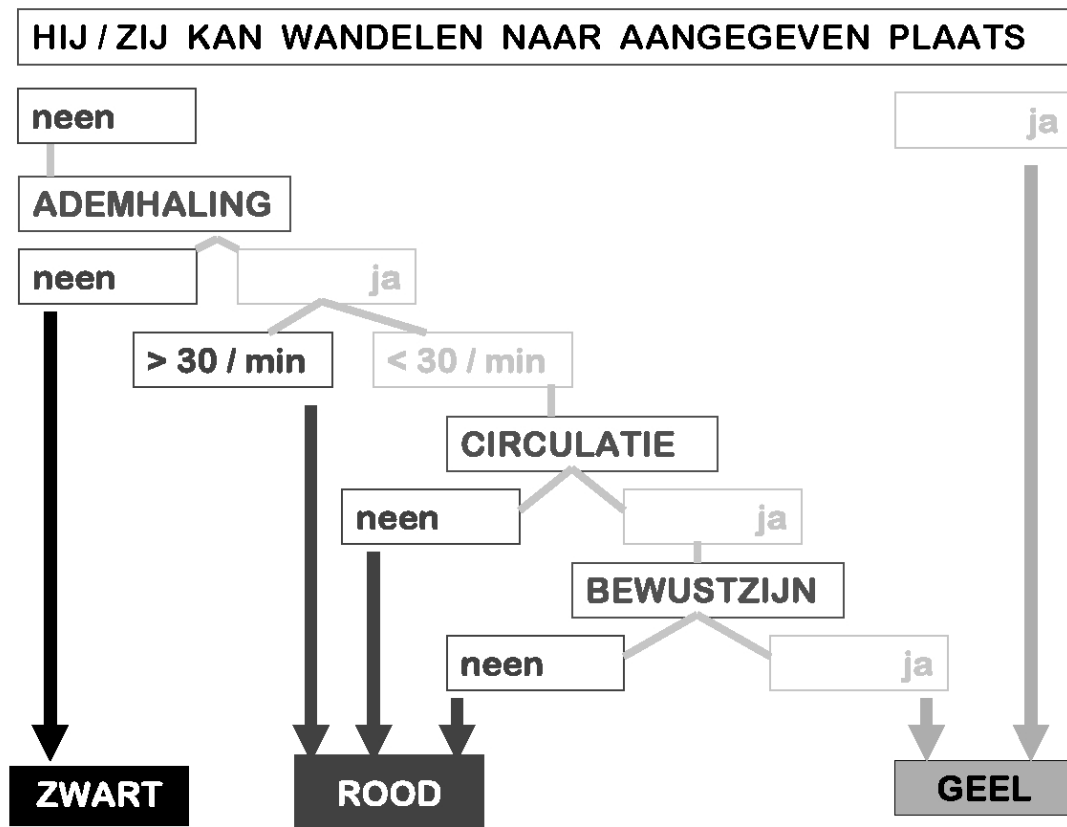 HIJ / ZIJ KAN WANDELEN NAAR AANGEGEVEN PLAATS
neen
ja
ADEMHALING
neen
ja
> 30 / min
< 30 / min
CIRCULATIE
neen
ja
BEWUSTZIJN
neen
ja
ZWART
ROOD
GEEL